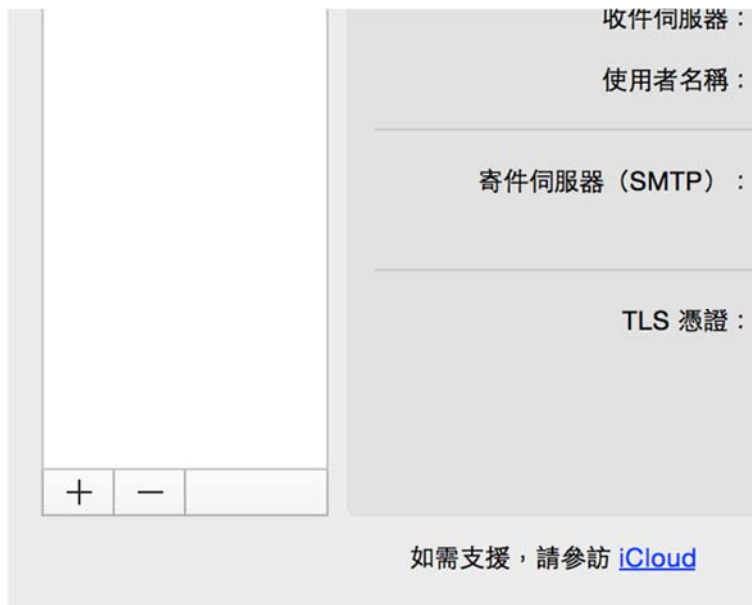 收件伺服器：
使用者名稱：
寄件伺服器（SMTP）：
TLS 憑證：
＋ －
如需支援，請參訪 iCloud